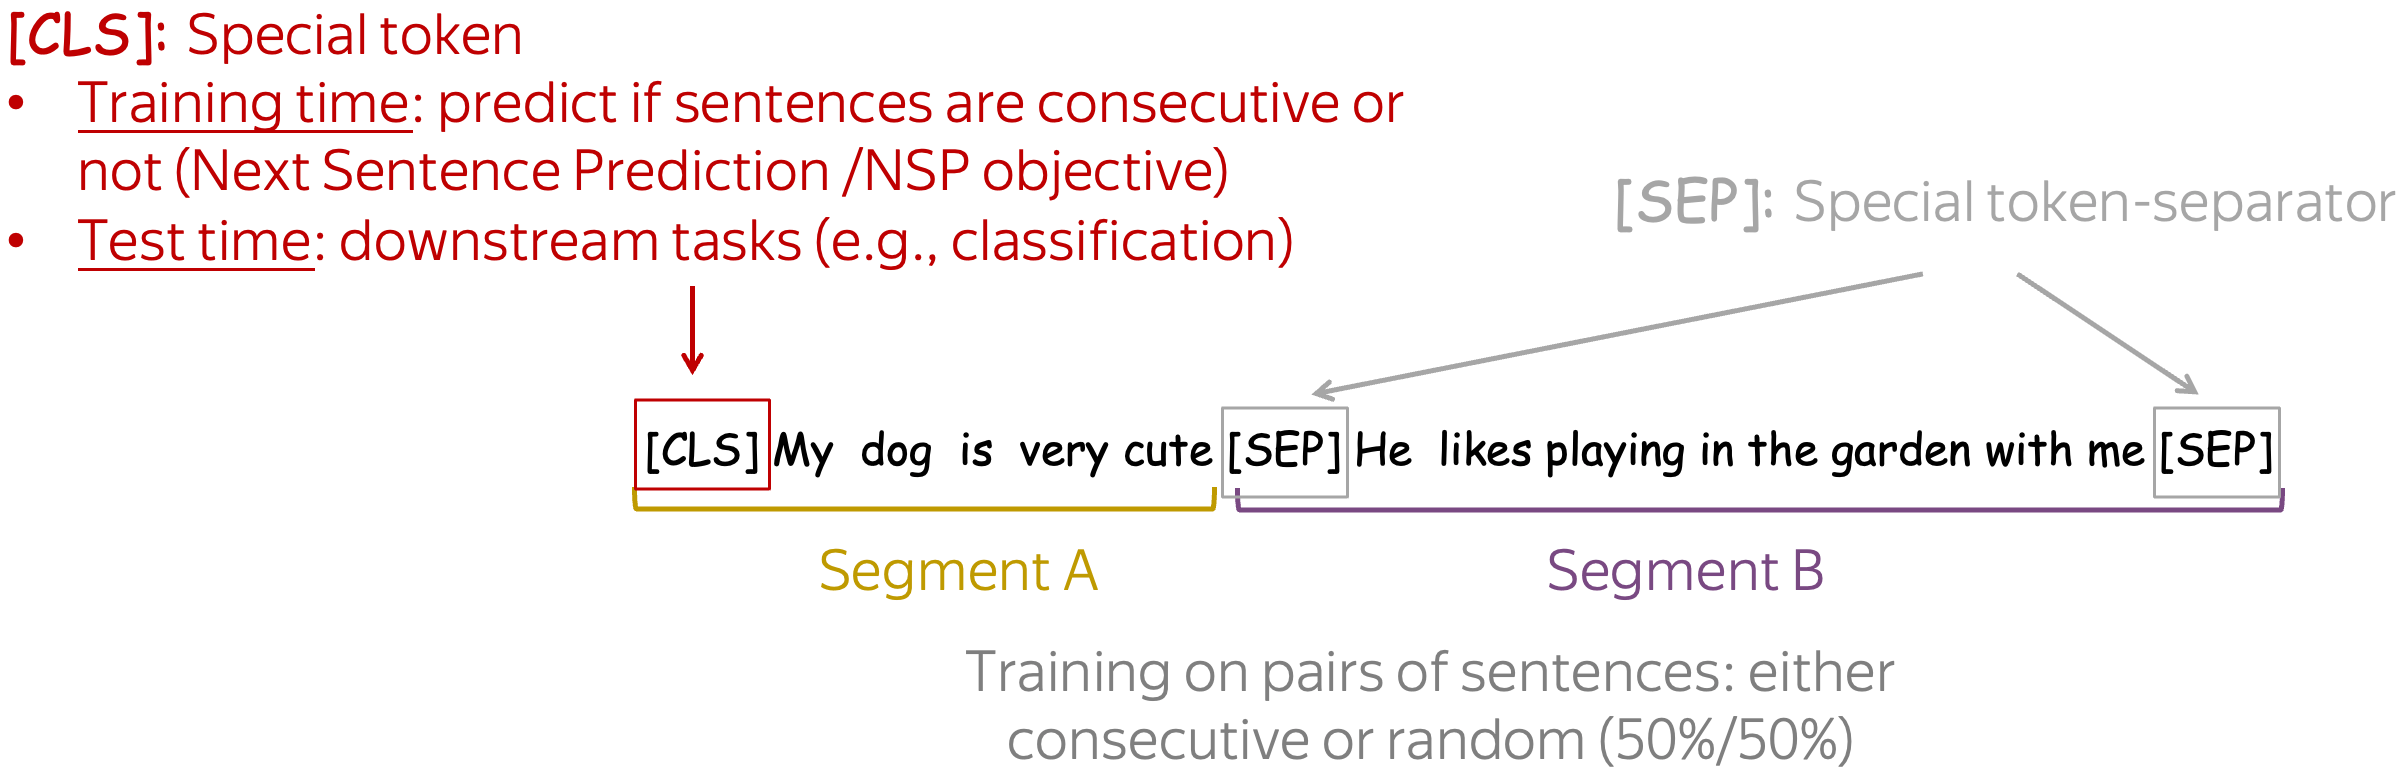 [CLS]: Special token
• Training time: predict if sentences are consecutive or
not (Next Sentence Prediction /NSP objective)
• Test time: downstream tasks (e.g., classification)
[SEP]: Special token-separator
[CLS] My dog is very cute [SEP] He likes playing in the garden with me [SEP]
Segment A
Segment B
Training on pairs of sentences: either
consecutive or random (50%/50%)